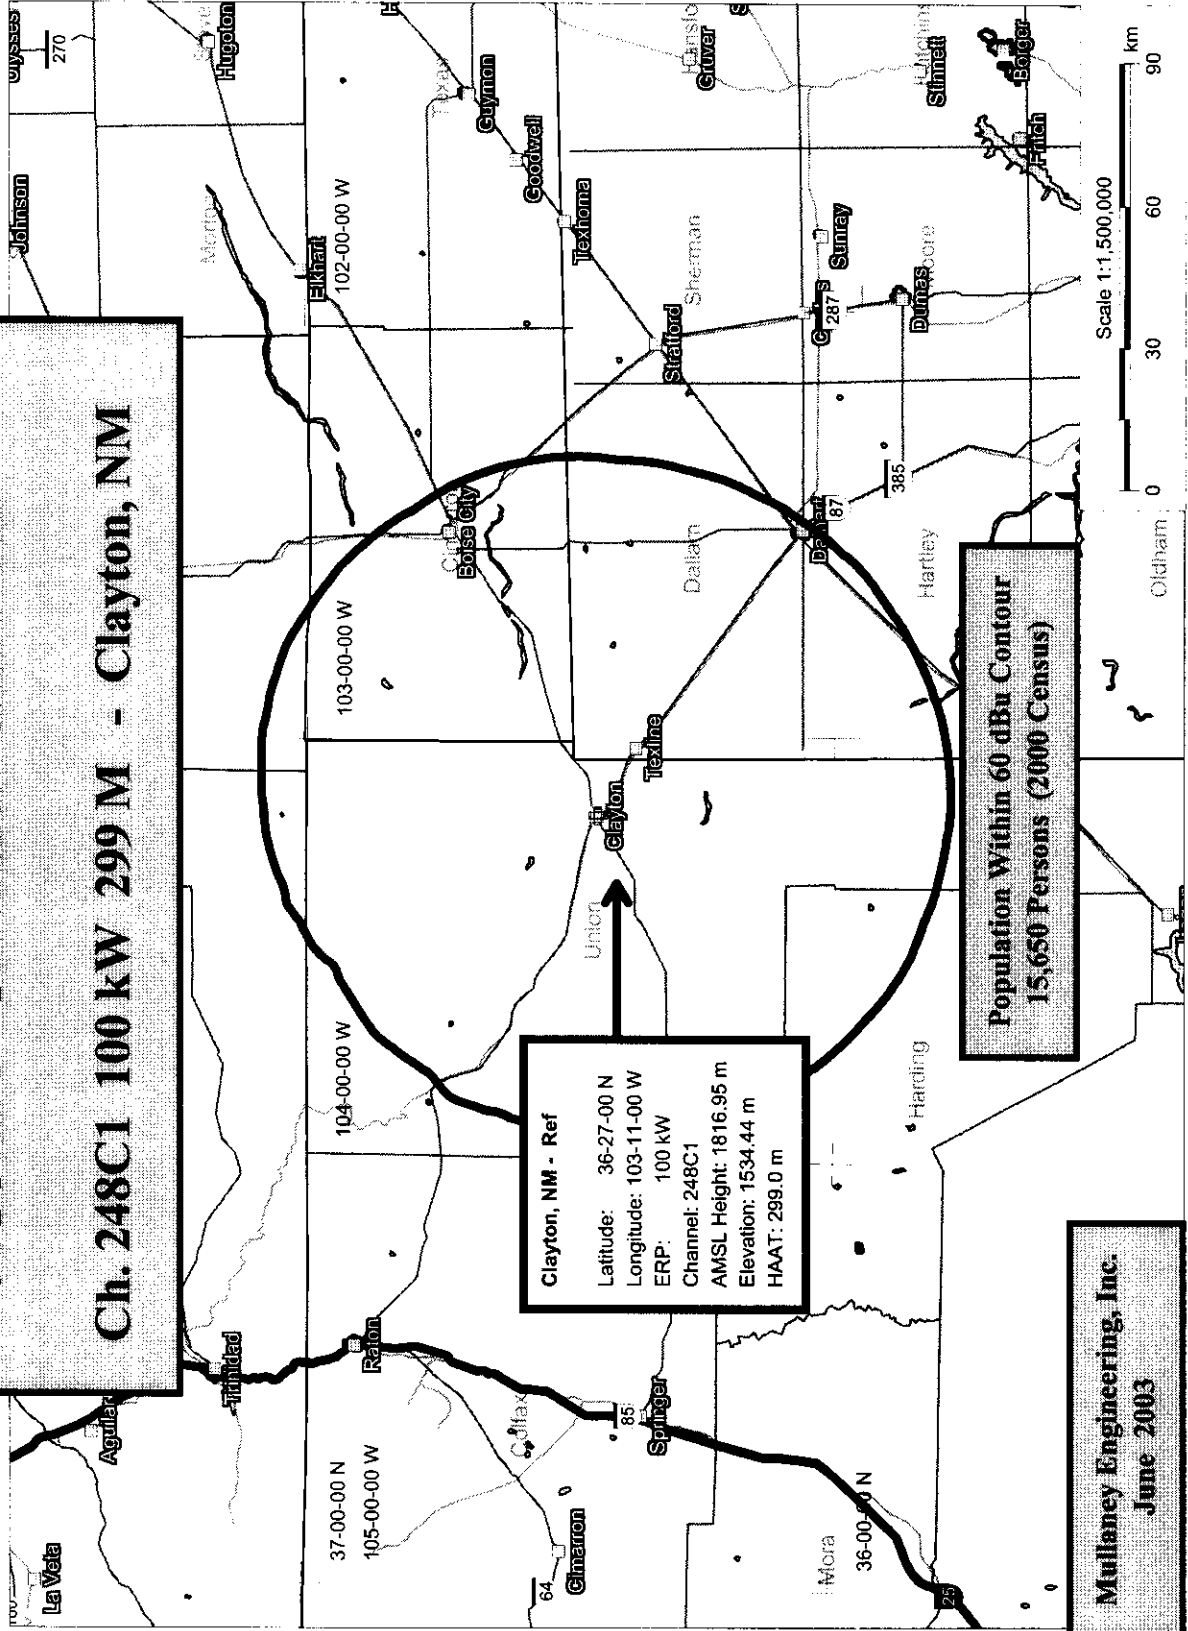 Ch. 248C1 100 kW 299 M - Clayton, NM
La Veta
Aguilar
Trinidad
Johnson
270
Hugoton
Morton
37-00-00 N
105-00-00 W
104-00-00 W
103-00-00 W
102-00-00 W
Elkhart
Raton
Boise City
Guymon
Goodwell
Colfax
Cimarron
64
85
Springer
Union
Clayton
Texline
Texhoma
Dallam
Stratford
Sherman
Gruver
Clayton, NM - Ref
Latitude: 36-27-00 N
Longitude: 103-11-00 W
ERP: 100 kW
Channel: 248C1
AMSL Height: 1816.95 m
Elevation: 1534.44 m
HAAT: 299.0 m
Mora
36-00-00 N
87
287
Sunray
385
Dumas
Moore
Harding
Hartley
Stinnett
Borger
Fritch
25
Oldham
Population Within 60 dBu Contour
15,650 Persons (2000 Census)
Mullaney Engineering, Inc.
June 2003
Scale 1:1,500,000
0 30 60 90 km